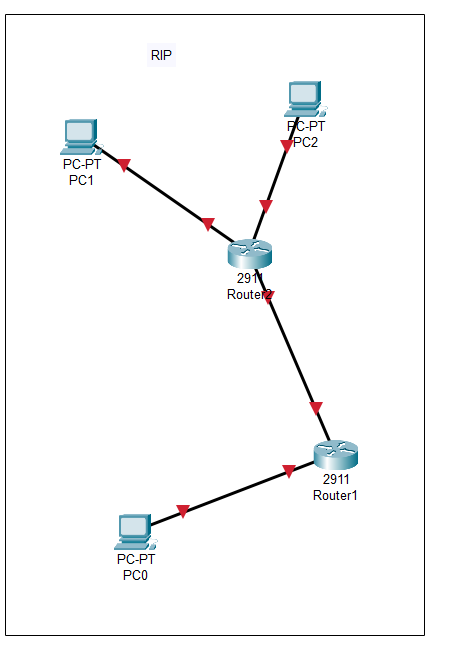 RIP
PC-PT
PC2
PC-PT
PC1
2911
Router2
2911
Router1
PC-PT
PC0